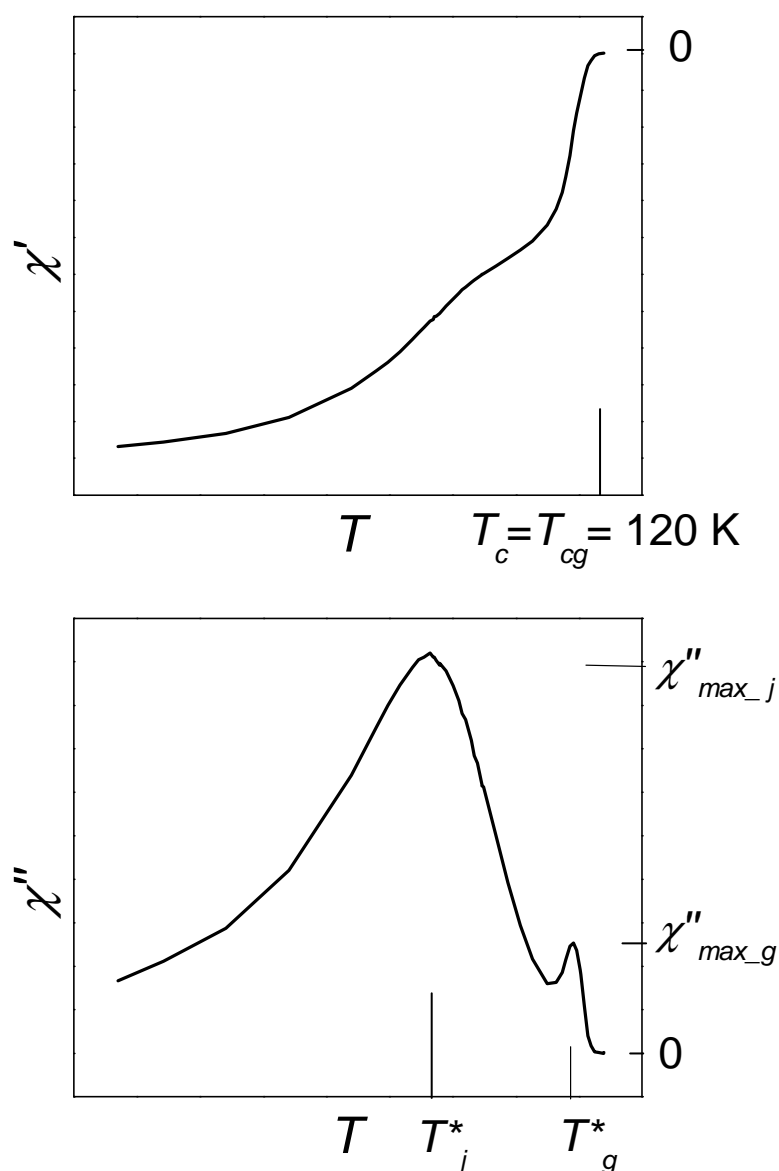 0
χ'
T T_c=T_cg= 120 K
χ''_max_j
χ''
χ''_max_g
0
T T*_j T*_g